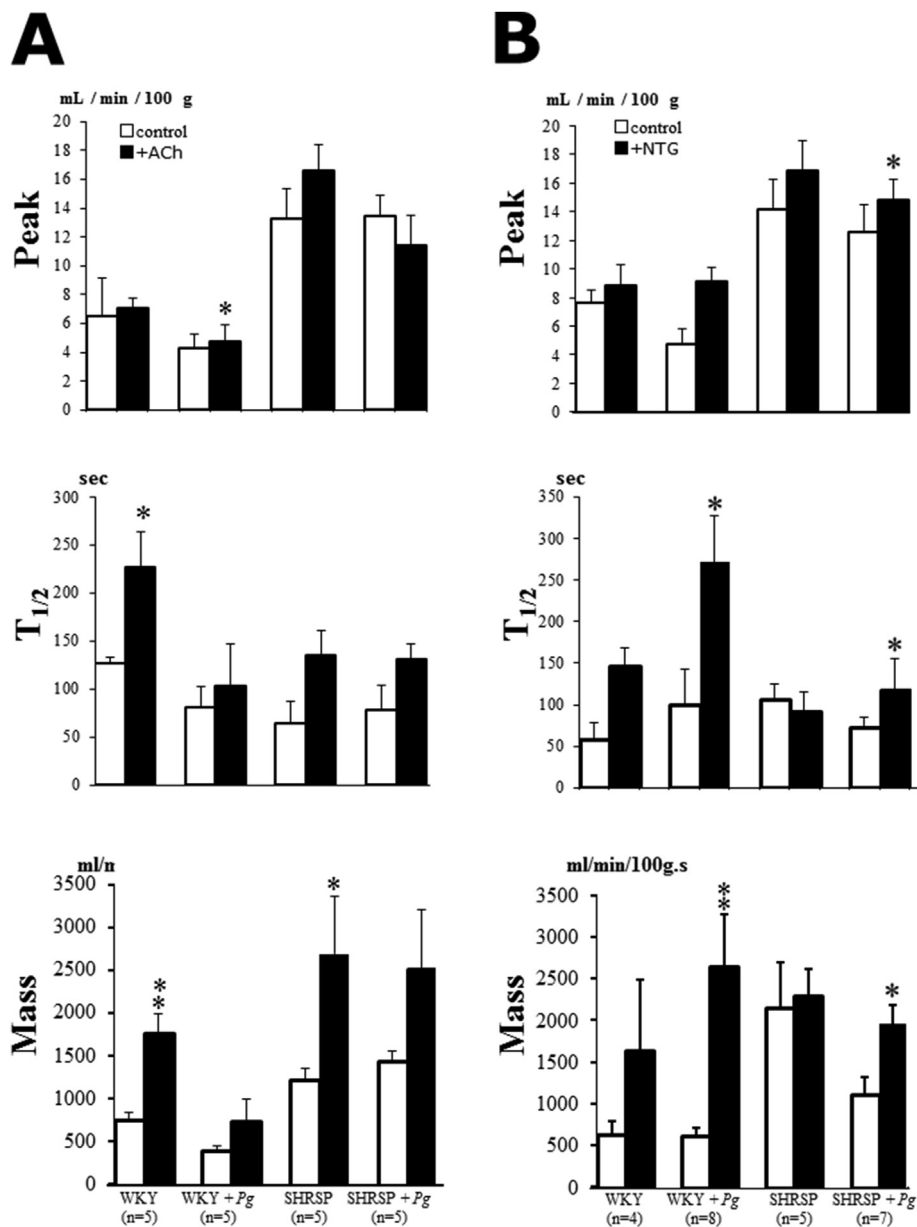 A
mL / min / 100 g
control
+ACh
Peak
20
18
16
14
12
10
8
6
4
2
0
*
sec
T1/2
300
250
200
150
100
50
0
*
ml/m
Mass
3500
3000
2500
2000
1500
1000
500
0
**
*
WKY
(n=5)
WKY + Pg
(n=5)
SHRSP
(n=5)
SHRSP + Pg
(n=5)
B
mL / min / 100 g
control
+NTG
Peak
20
18
16
14
12
10
8
6
4
2
0
*
sec
T1/2
350
300
250
200
150
100
50
0
*
*
ml/min/100g.s
Mass
3500
3000
2500
2000
1500
1000
500
0
**
*
WKY
(n=4)
WKY + Pg
(n=8)
SHRSP
(n=5)
SHRSP + Pg
(n=7)